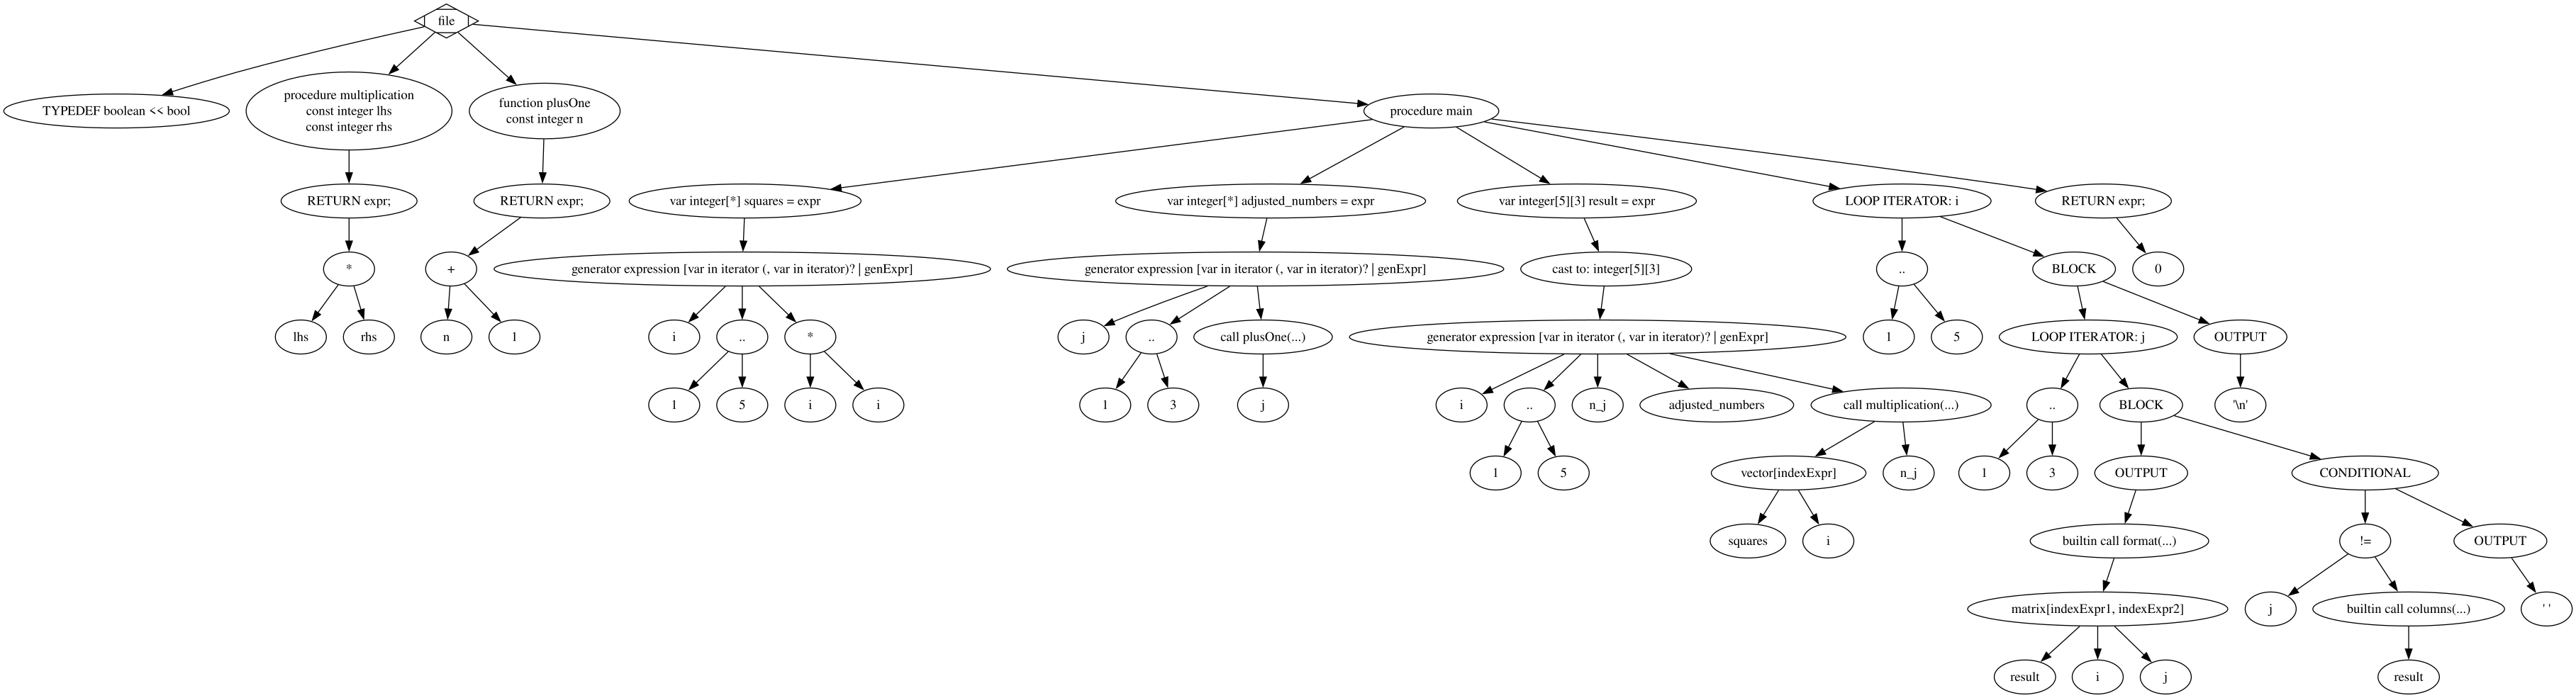 file
TYPEDEF boolean << bool
procedure multiplication
const integer lhs
const integer rhs
function plusOne
const integer n
procedure main
RETURN expr;
RETURN expr;
var integer[*] squares = expr
var integer[*] adjusted_numbers = expr
var integer[5][3] result = expr
LOOP ITERATOR: i
RETURN expr;
*
+
generator expression [var in iterator (, var in iterator)? | genExpr]
generator expression [var in iterator (, var in iterator)? | genExpr]
cast to: integer[5][3]
..
BLOCK
0
lhs
rhs
n
1
i
..
*
j
..
call plusOne(...)
generator expression [var in iterator (, var in iterator)? | genExpr]
1
5
LOOP ITERATOR: j
OUTPUT
1
5
i
i
1
3
j
i
..
n_j
adjusted_numbers
call multiplication(...)
..
BLOCK
'\n'
1
5
vector[indexExpr]
n_j
1
3
OUTPUT
CONDITIONAL
squares
i
builtin call format(...)
!=
OUTPUT
matrix[indexExpr1, indexExpr2]
j
builtin call columns(...)
' '
result
i
j
result